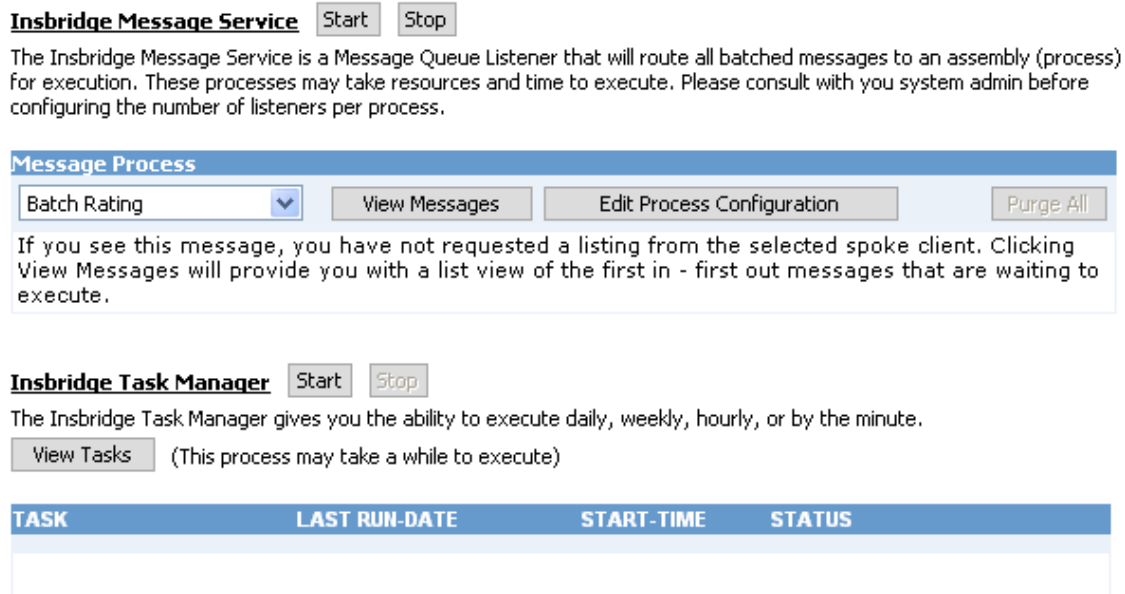 Insbridge Message Service Start Stop
The Insbridge Message Service is a Message Queue Listener that will route all batched messages to an assembly (process)
for execution. These processes may take resources and time to execute. Please consult with you system admin before
configuring the number of listeners per process.
Message Process
Batch Rating View Messages Edit Process Configuration Purge All
If you see this message, you have not requested a listing from the selected spoke client. Clicking
View Messages will provide you with a list view of the first in - first out messages that are waiting to
execute.
Insbridge Task Manager Start Stop
The Insbridge Task Manager gives you the ability to execute daily, weekly, hourly, or by the minute.
View Tasks (This process may take a while to execute)
TASK LAST RUN-DATE START-TIME STATUS